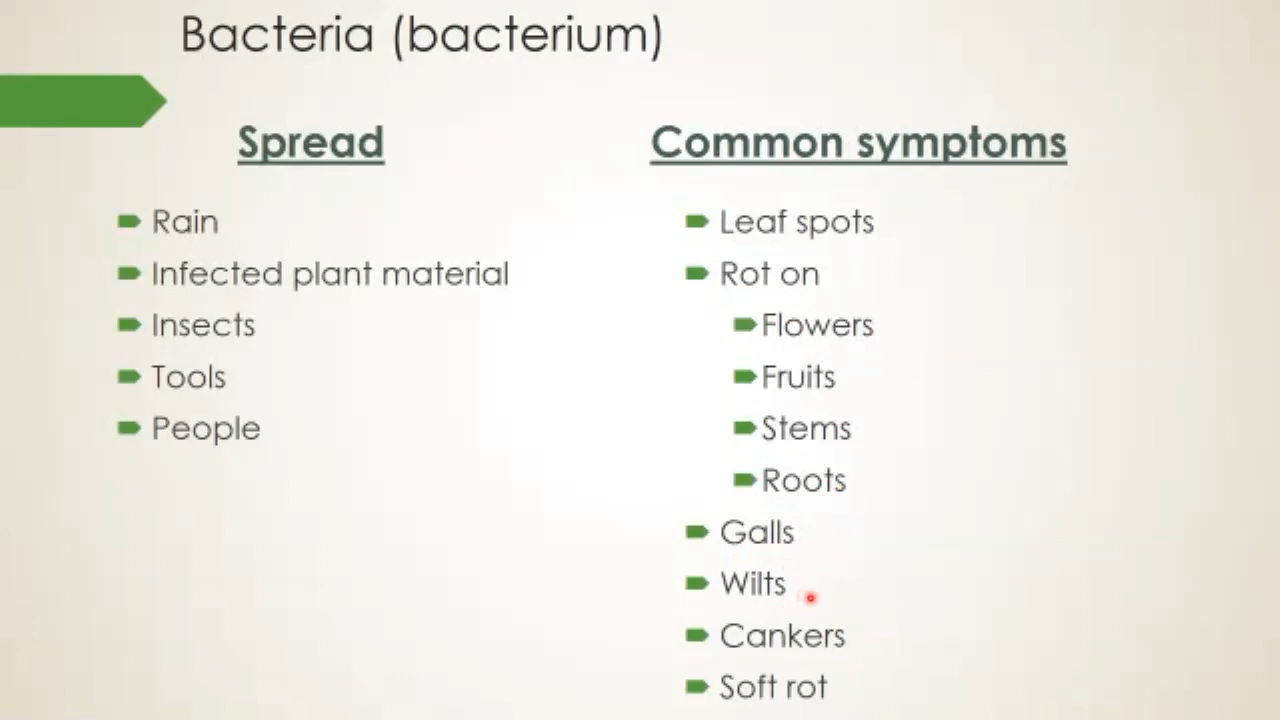 Bacteria (bacterium)
Spread
Rain
Infected plant material
Insects
Tools
People
Common symptoms
Leaf spots
Rot on
Flowers
Fruits
Stems
Roots
Galls
Wilts
Cankers
Soft rot